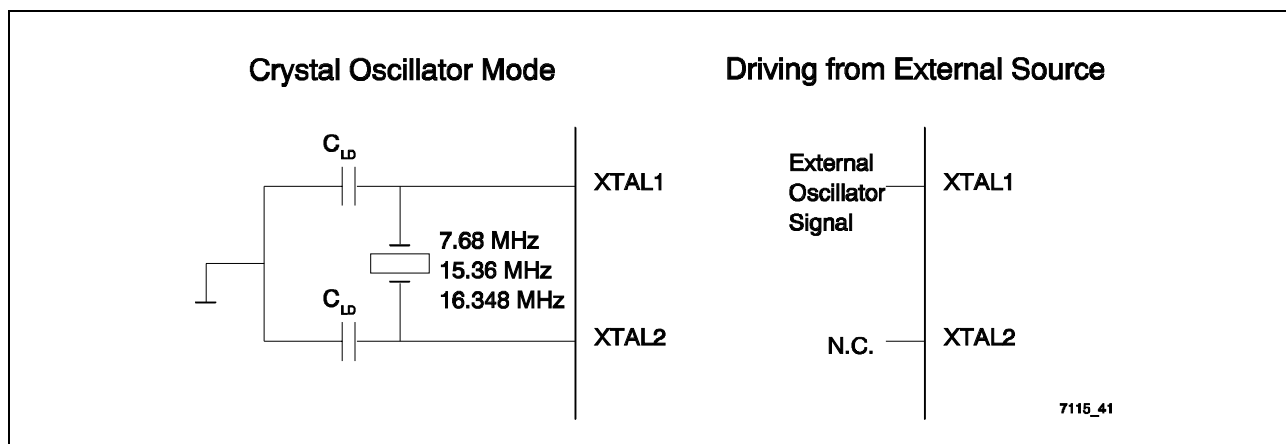 Crystal Oscillator Mode
Driving from External Source
C_LD
XTAL1
7.68 MHz
15.36 MHz
16.348 MHz
C_LD
XTAL2
External
Oscillator
Signal
XTAL1
N.C.
XTAL2
7115_41